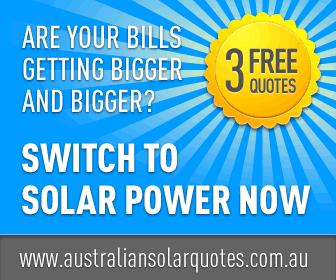 ARE YOUR BILLS
GETTING BIGGER
AND BIGGER?
3 FREE
QUOTES
SWITCH TO
SOLAR POWER NOW
www.australiansolarquotes.com.au